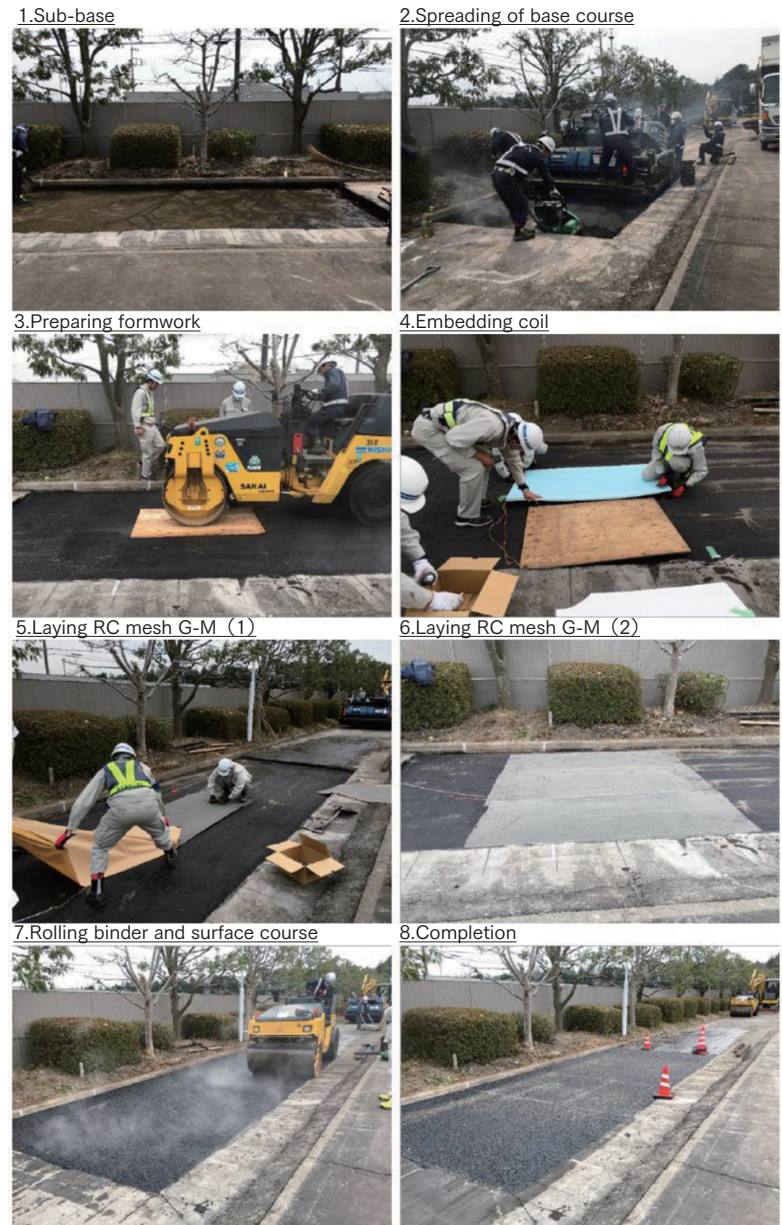 1.Sub-base
2.Spreading of base course
3.Preparing formwork
SAKAI
4.Embedding coil
5.Laying RC mesh G-M（1）
6.Laying RC mesh G-M（2）
7.Rolling binder and surface course
8.Completion